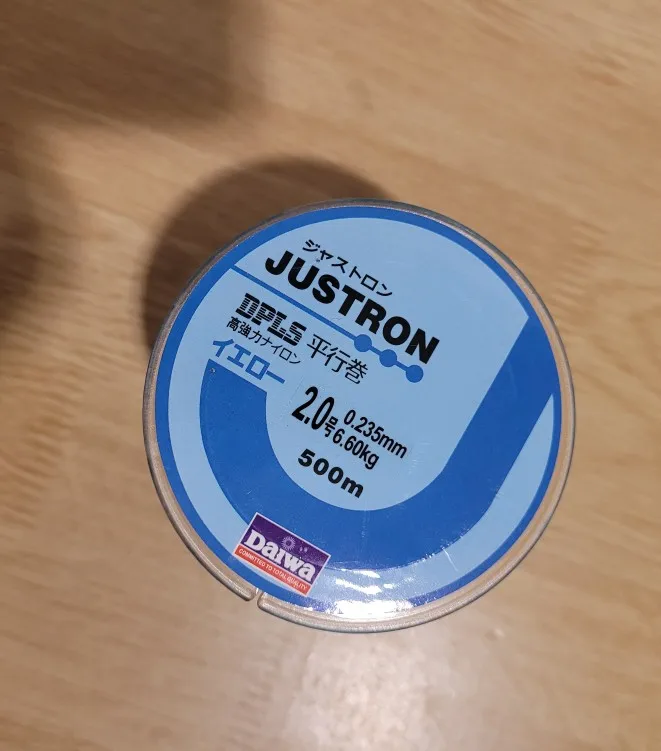 ジャストロン
JUSTRON
DPLS 平行巻
高強力ナイロン
イエロー
2.0号 0.235mm
6.60kg
500m
Daiwa
COMMITTED TO TOTAL QUALITY